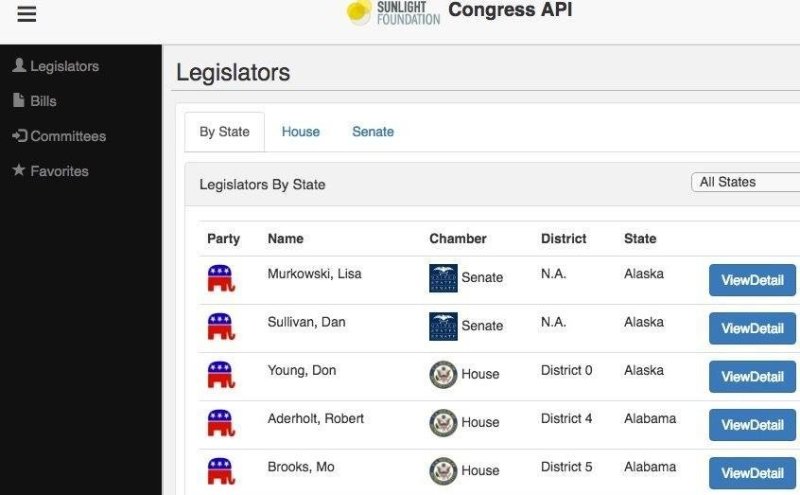 SUNLIGHT
FOUNDATION
Congress API
Legislators
Bills
Committees
Favorites
Legislators
By State House Senate
Legislators By State All States
Party Name Chamber District State
Murkowski, Lisa Senate N.A. Alaska ViewDetail
Sullivan, Dan Senate N.A. Alaska ViewDetail
Young, Don House District 0 Alaska ViewDetail
Aderholt, Robert House District 4 Alabama ViewDetail
Brooks, Mo House District 5 Alabama ViewDetail